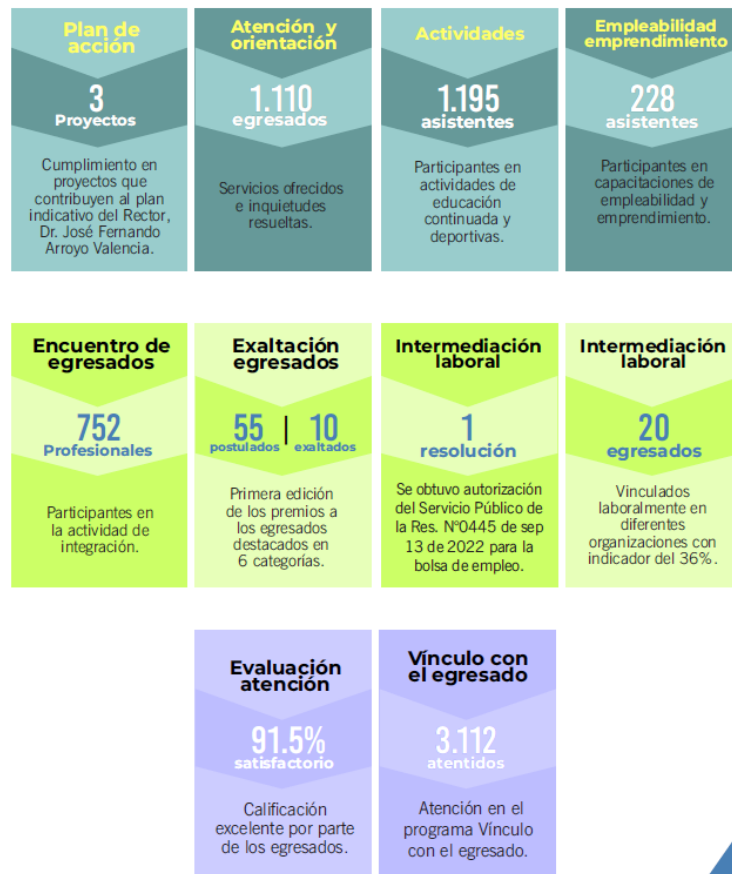 Plan de
acción
3
Proyectos
Cumplimiento en
proyectos que
contribuyen al plan
indicativo del Rector,
Dr. José Fernando
Arroyo Valencia.
Atención y
orientación
1.110
egresados
Servicios ofrecidos
e inquietudes
resueltas.
Actividades
1.195
asistentes
Participantes en
actividades de
educación
continuada y
deportivas.
Empleabilidad
emprendimiento
228
asistentes
Participantes en
capacitaciones de
empleabilidad y
emprendimiento.
Encuentro de
egresados
752
Profesionales
Participantes en
la actividad de
integración.
Exaltación
egresados
55 | 10
postulados exaltados
Primera edición
de los premios a
los egresados
destacados en
6 categorías.
Intermediación
laboral
1
resolución
Se obtuvo autorización
del Servicio Público de
la Res. Nº0445 de sep
13 de 2022 para la
bolsa de empleo.
Intermediación
laboral
20
egresados
Vinculados
laboralmente en
diferentes
organizaciones con
indicador del 36%.
Evaluación
atención
91.5%
satisfactorio
Calificación
excelente por parte
de los egresados.
Vínculo con
el egresado
3.112
atentidos
Atención en el
programa Vínculo
con el egresado.